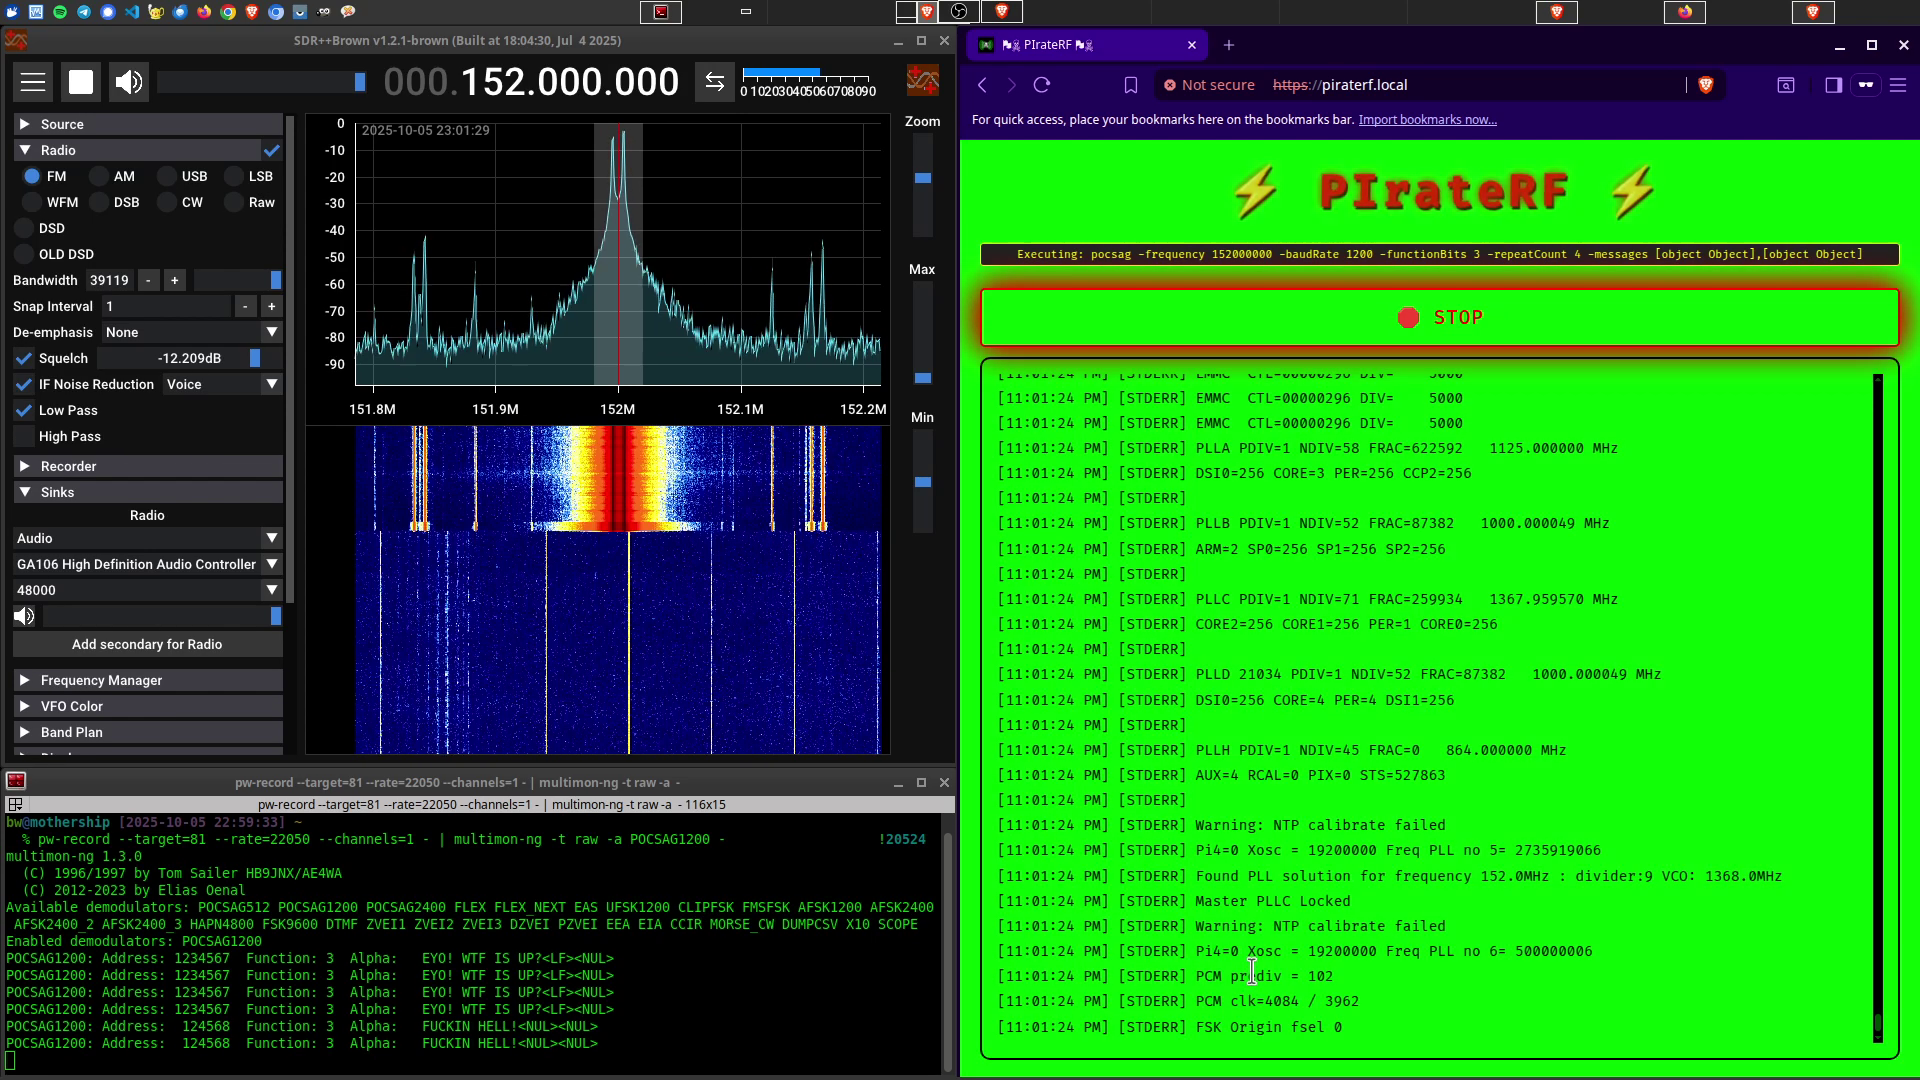 SDR++Brown v1.2.1-brown (Built at 18:04:30, Jul  4 2025)
000.152.000.000
0 102030405060708090
Source
Radio
FM
AM
USB
LSB
WFM
DSB
CW
Raw
DSD
OLD DSD
Bandwidth
39119
-
+
Snap Interval
1
-
+
De-emphasis
None
Squelch
-12.209dB
IF Noise Reduction
Voice
Low Pass
High Pass
Recorder
Sinks
Radio
Audio
GA106 High Definition Audio Controller
48000
Add secondary for Radio
Frequency Manager
VFO Color
Band Plan
2025-10-05 23:01:29
0
-10
-20
-30
-40
-50
-60
-70
-80
-90
151.8M
151.9M
152M
152.1M
152.2M
Zoom
Max
Min
pw-record --target=81 --rate=22050 --channels=1 - | multimon-ng -t raw -a  -
pw-record --target=81 --rate=22050 --channels=1 - | multimon-ng -t raw -a  - 116x15
bw@mothership [2025-10-05 22:59:33] ~
% pw-record --target=81 --rate=22050 --channels=1 - | multimon-ng -t raw -a POCSAG1200 - !20524
multimon-ng 1.3.0
(C) 1996/1997 by Tom Sailer HB9JNX/AE4WA
(C) 2012-2023 by Elias Oenal
Available demodulators: POCSAG512 POCSAG1200 POCSAG2400 FLEX FLEX_NEXT EAS UFSK1200 CLIPFSK FMSFSK AFSK1200 AFSK2400
AFSK2400_2 AFSK2400_3 HAPN4800 FSK9600 DTMF ZVEI1 ZVEI2 ZVEI3 DZVEI PZVEI EEA EIA CCIR MORSE_CW DUMPCSV X10 SCOPE
Enabled demodulators: POCSAG1200
POCSAG1200: Address: 1234567  Function: 3  Alpha:   EYO! WTF IS UP?<LF><NUL>
POCSAG1200: Address: 1234567  Function: 3  Alpha:   EYO! WTF IS UP?<LF><NUL>
POCSAG1200: Address: 1234567  Function: 3  Alpha:   EYO! WTF IS UP?<LF><NUL>
POCSAG1200: Address: 1234567  Function: 3  Alpha:   EYO! WTF IS UP?<LF><NUL>
POCSAG1200: Address:  124568  Function: 3  Alpha:   FUCKIN HELL!<NUL><NUL>
POCSAG1200: Address:  124568  Function: 3  Alpha:   FUCKIN HELL!<NUL><NUL>
PIrateRF
Not secure
https://piraterf.local
For quick access, place your bookmarks here on the bookmarks bar. Import bookmarks now...
⚡ PIrateRF ⚡
Executing: pocsag -frequency 152000000 -baudRate 1200 -functionBits 3 -repeatCount 4 -messages [object Object],[object Object]
🛑 STOP
[11:01:24 PM] [STDERR] EMMC  CTL=00000296 DIV=    5000
[11:01:24 PM] [STDERR] EMMC  CTL=00000296 DIV=    5000
[11:01:24 PM] [STDERR] EMMC  CTL=00000296 DIV=    5000
[11:01:24 PM] [STDERR] PLLA PDIV=1 NDIV=58 FRAC=622592   1125.000000 MHz
[11:01:24 PM] [STDERR] DSI0=256 CORE=3 PER=256 CCP2=256
[11:01:24 PM] [STDERR]
[11:01:24 PM] [STDERR] PLLB PDIV=1 NDIV=52 FRAC=87382   1000.000049 MHz
[11:01:24 PM] [STDERR] ARM=2 SP0=256 SP1=256 SP2=256
[11:01:24 PM] [STDERR]
[11:01:24 PM] [STDERR] PLLC PDIV=1 NDIV=71 FRAC=259934   1367.959570 MHz
[11:01:24 PM] [STDERR] CORE2=256 CORE1=256 PER=1 CORE0=256
[11:01:24 PM] [STDERR]
[11:01:24 PM] [STDERR] PLLD 21034 PDIV=1 NDIV=52 FRAC=87382   1000.000049 MHz
[11:01:24 PM] [STDERR] DSI0=256 CORE=4 PER=4 DSI1=256
[11:01:24 PM] [STDERR]
[11:01:24 PM] [STDERR] PLLH PDIV=1 NDIV=45 FRAC=0   864.000000 MHz
[11:01:24 PM] [STDERR] AUX=4 RCAL=0 PIX=0 STS=527863
[11:01:24 PM] [STDERR]
[11:01:24 PM] [STDERR] Warning: NTP calibrate failed
[11:01:24 PM] [STDERR] Pi4=0 Xosc = 19200000 Freq PLL no 5= 2735919066
[11:01:24 PM] [STDERR] Found PLL solution for frequency 152.0MHz : divider:9 VCO: 1368.0MHz
[11:01:24 PM] [STDERR] Master PLLC Locked
[11:01:24 PM] [STDERR] Warning: NTP calibrate failed
[11:01:24 PM] [STDERR] Pi4=0 Xosc = 19200000 Freq PLL no 6= 500000006
[11:01:24 PM] [STDERR] PCM prediv = 102
[11:01:24 PM] [STDERR] PCM clk=4084 / 3962
[11:01:24 PM] [STDERR] FSK Origin fsel 0